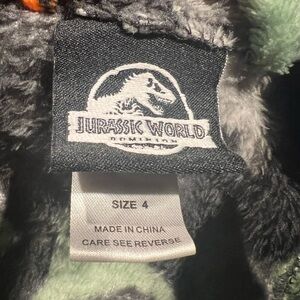 JURASSIC WORLD
DOMINION
SIZE 4
MADE IN CHINA
CARE SEE REVERSE